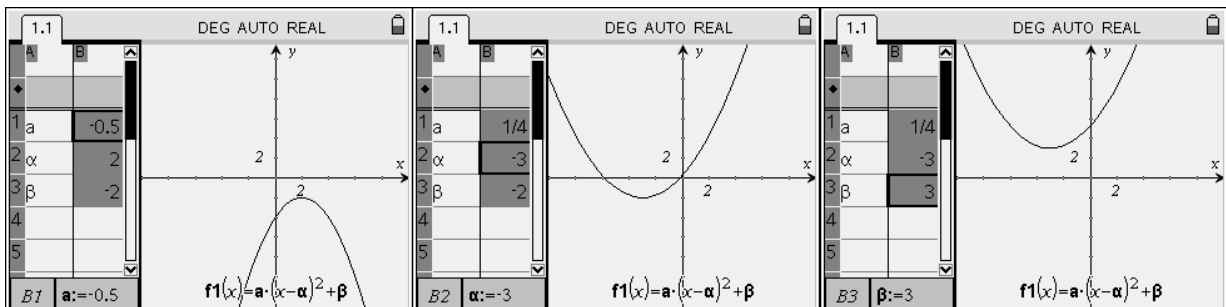 1.1 DEG AUTO REAL
A B
◆
1 a -0.5
2 α 2
3 β -2
4
5
B1 a:=-0.5
y
2
x
2
f1(x)=a·(x-α)²+β
1.1 DEG AUTO REAL
A B
◆
1 a 1/4
2 α -3
3 β -2
4
5
B2 α:=-3
y
2
x
2
f1(x)=a·(x-α)²+β
1.1 DEG AUTO REAL
A B
◆
1 a 1/4
2 α -3
3 β 3
4
5
B3 β:=3
y
2
x
2
f1(x)=a·(x-α)²+β